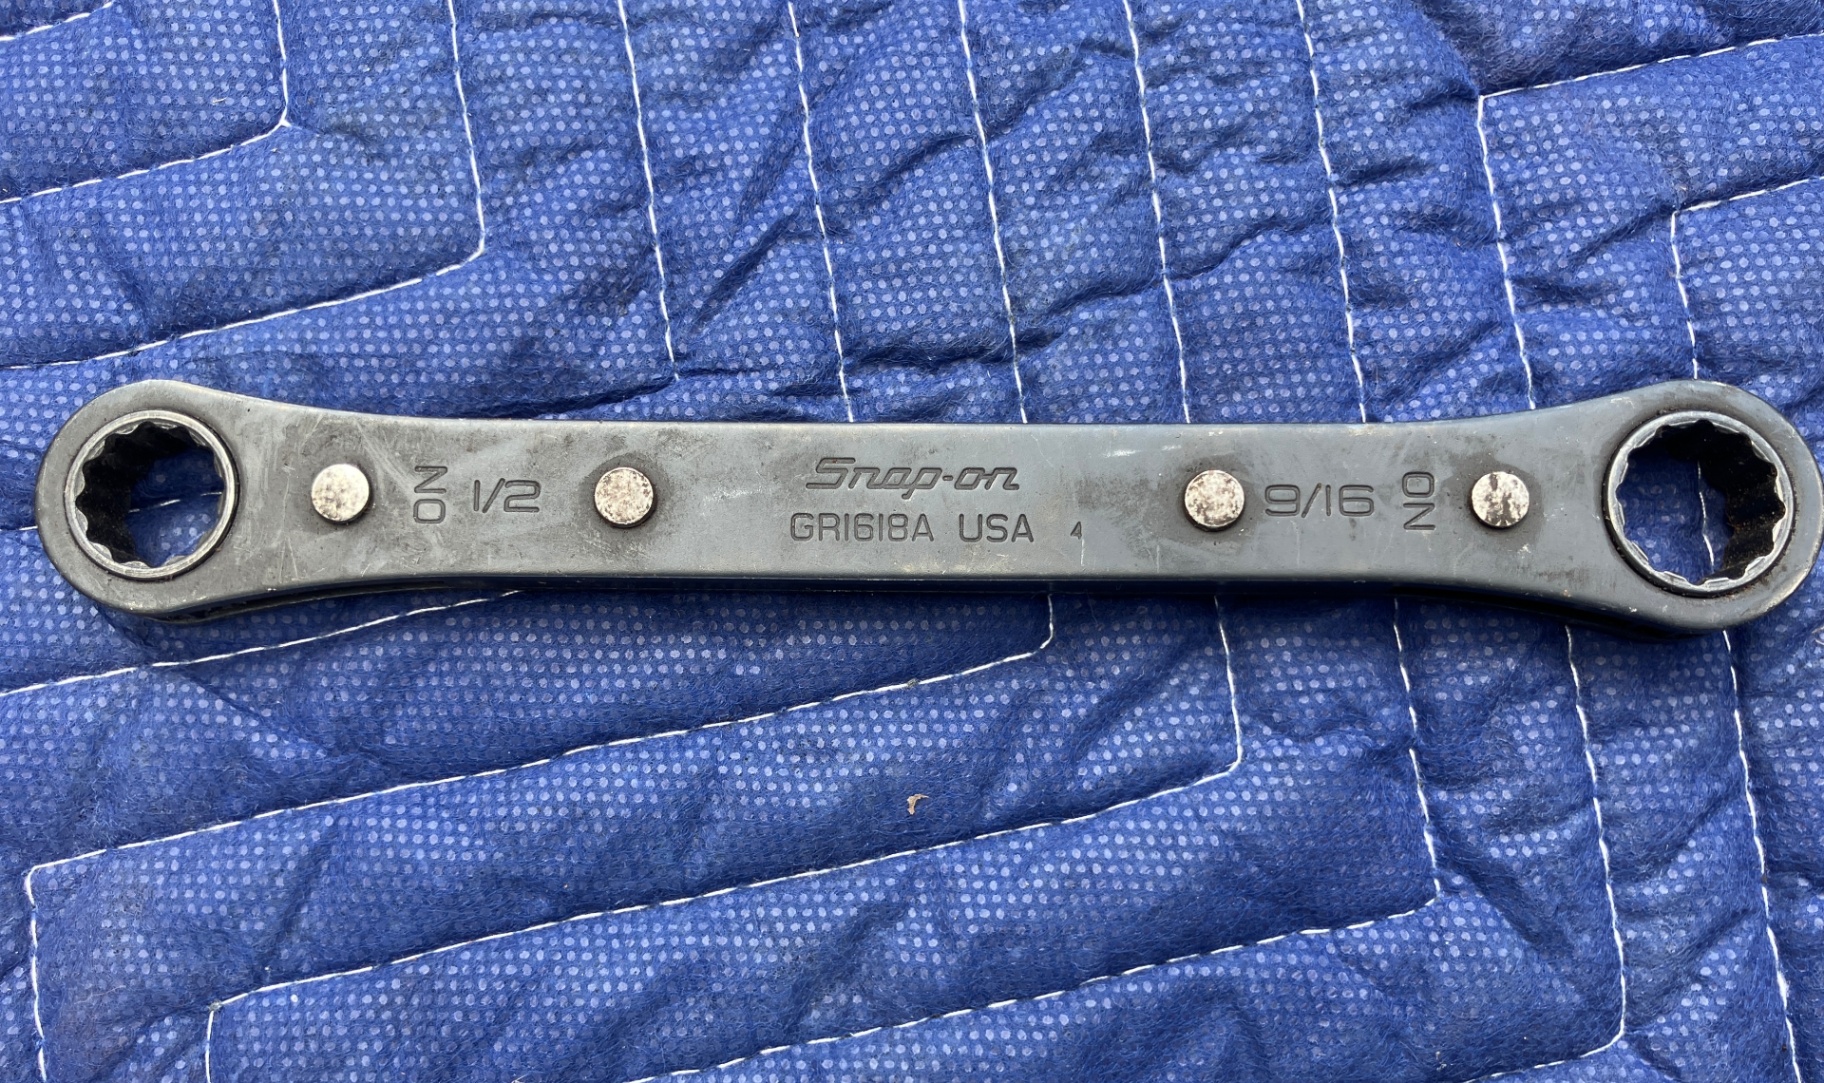 ON 1/2
Snap-on
GR1618A USA 4
9/16 ON